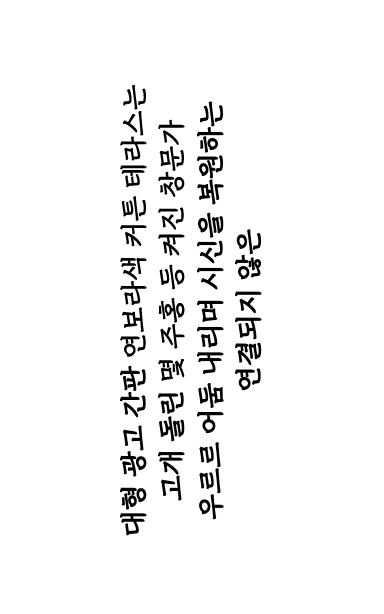 대형 광고 간판 연보라색 커튼 테라스는
고개 돌린 몇 주홍 등 켜진 창문가
우르르 어둠 내리며 시신을 복원하는
연결되지 않은